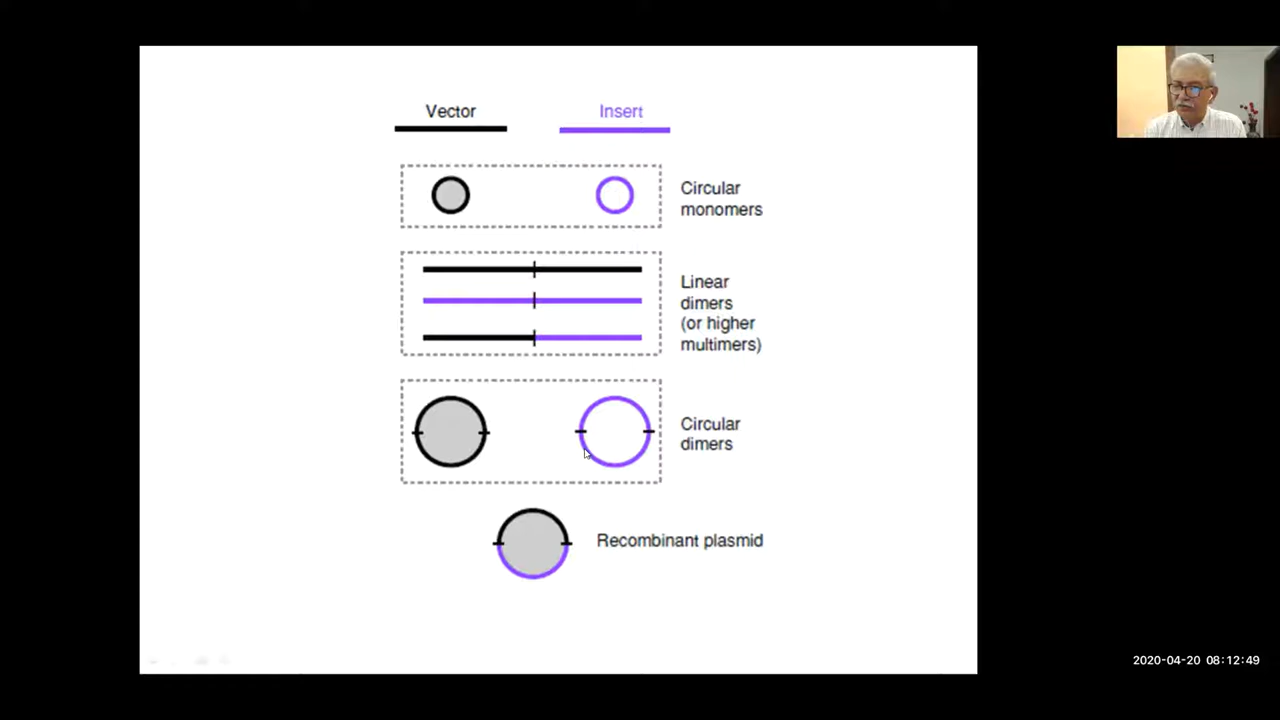 Vector
Insert
Circular
monomers
Linear
dimers
(or higher
multimers)
Circular
dimers
Recombinant plasmid
2020-04-20 08:12:49